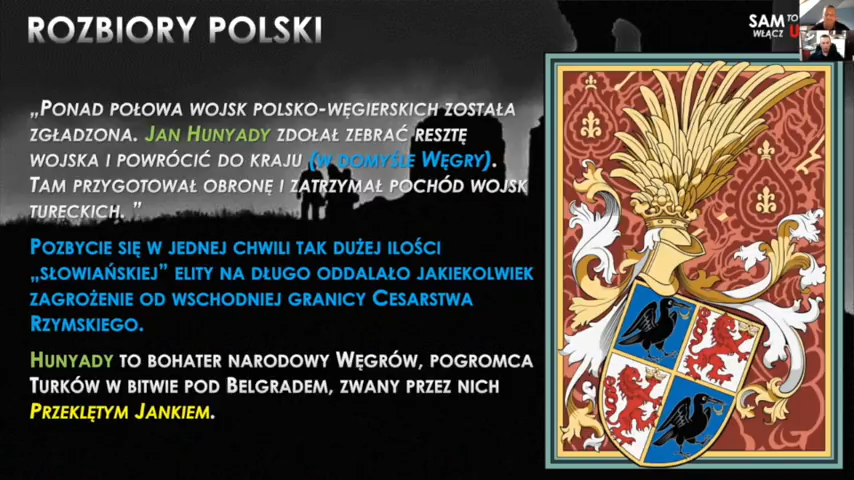 ROZBIORY POLSKI
SAM TO
WŁĄCZ U
„PONAD POŁOWA WOJSK POLSKO-WĘGIERSKICH ZOSTAŁA
ZGŁADZONA. JAN HUNYADY ZDOŁAŁ ZEBRAĆ RESZTĘ
WOJSKA I POWRÓCIĆ DO KRAJU (W DOMYŚLE WĘGRY).
TAM PRZYGOTOWAŁ OBRONĘ I ZATRZYMAŁ POCHÓD WOJSK
TURECKICH. ”
POZBYCIE SIĘ W JEDNEJ CHWILI TAK DUŻEJ ILOŚCI
„SŁOWIAŃSKIEJ” ELITY NA DŁUGO ODDALAŁO JAKIEKOLWIEK
ZAGROŻENIE OD WSCHODNIEJ GRANICY CESARSTWA
RZYMSKIEGO.
HUNYADY TO BOHATER NARODOWY WĘGRÓW, POGROMCA
TURKÓW W BITWIE POD BELGRADEM, ZWANY PRZEZ NICH
PRZEKLĘTYM JANKIEM.